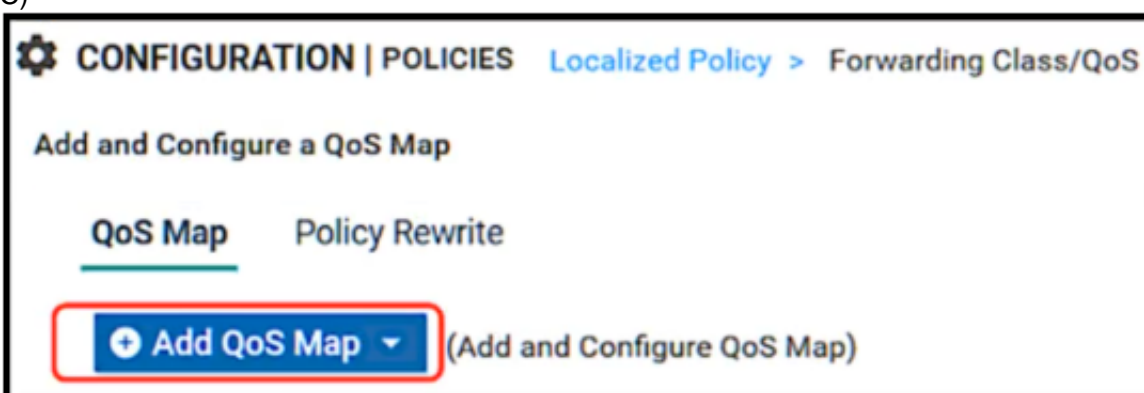 CONFIGURATION | POLICIES Localized Policy > Forwarding Class/QoS
Add and Configure a QoS Map
QoS Map Policy Rewrite
Add QoS Map (Add and Configure QoS Map)